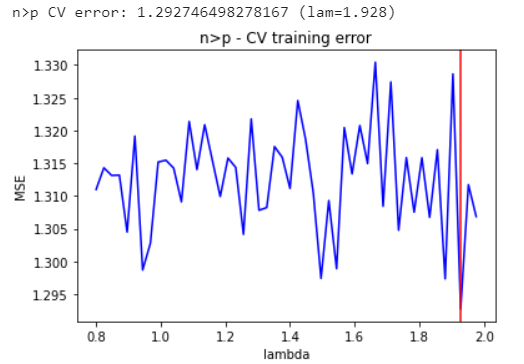 n>p CV error: 1.292746498278167 (lam=1.928)
n>p - CV training error
1.330
1.325
1.320
1.315
1.310
1.305
1.300
1.295
MSE
0.8 1.0 1.2 1.4 1.6 1.8 2.0
lambda